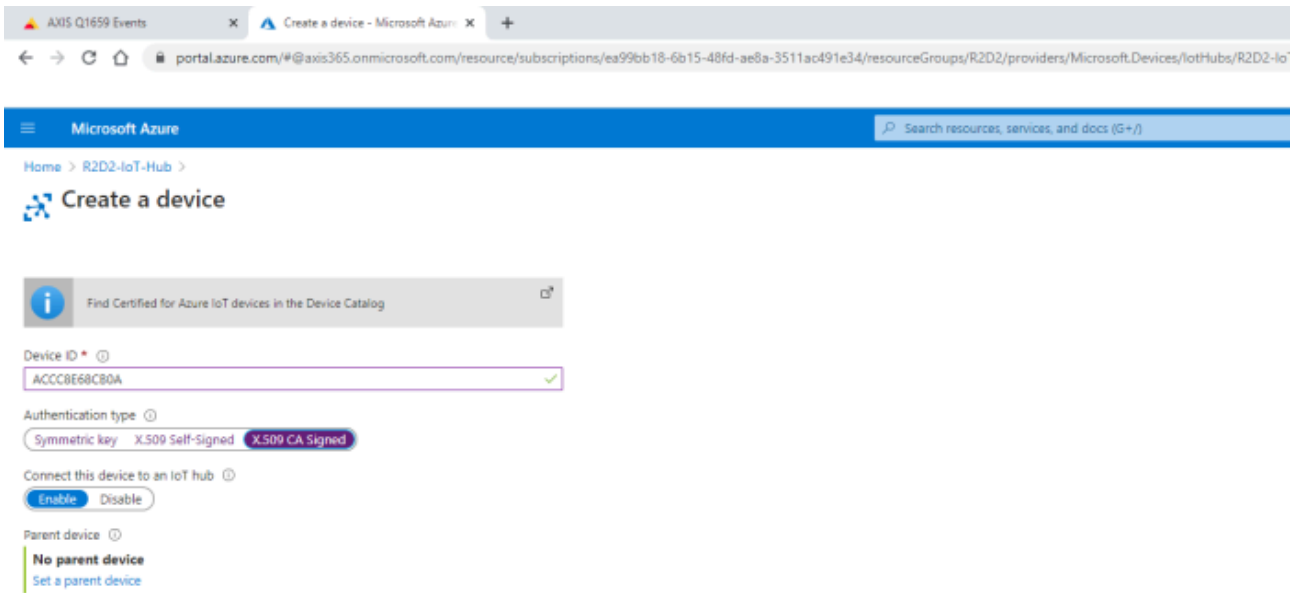 AXIS Q1659 Events
Create a device - Microsoft Azure
portal.azure.com/#@axis365.onmicrosoft.com/resource/subscriptions/ea99bb18-6b15-48fd-ae8a-3511ac491e34/resourceGroups/R2D2/providers/Microsoft.Devices/IotHubs/R2D2-IoT
Microsoft Azure
Search resources, services, and docs (G+/)
Home > R2D2-IoT-Hub >
Create a device
Find Certified for Azure IoT devices in the Device Catalog
Device ID *
ACCC8E68CB0A
Authentication type
Symmetric key X.509 Self-Signed X.509 CA Signed
Connect this device to an IoT hub
Enable Disable
Parent device
No parent device
Set a parent device